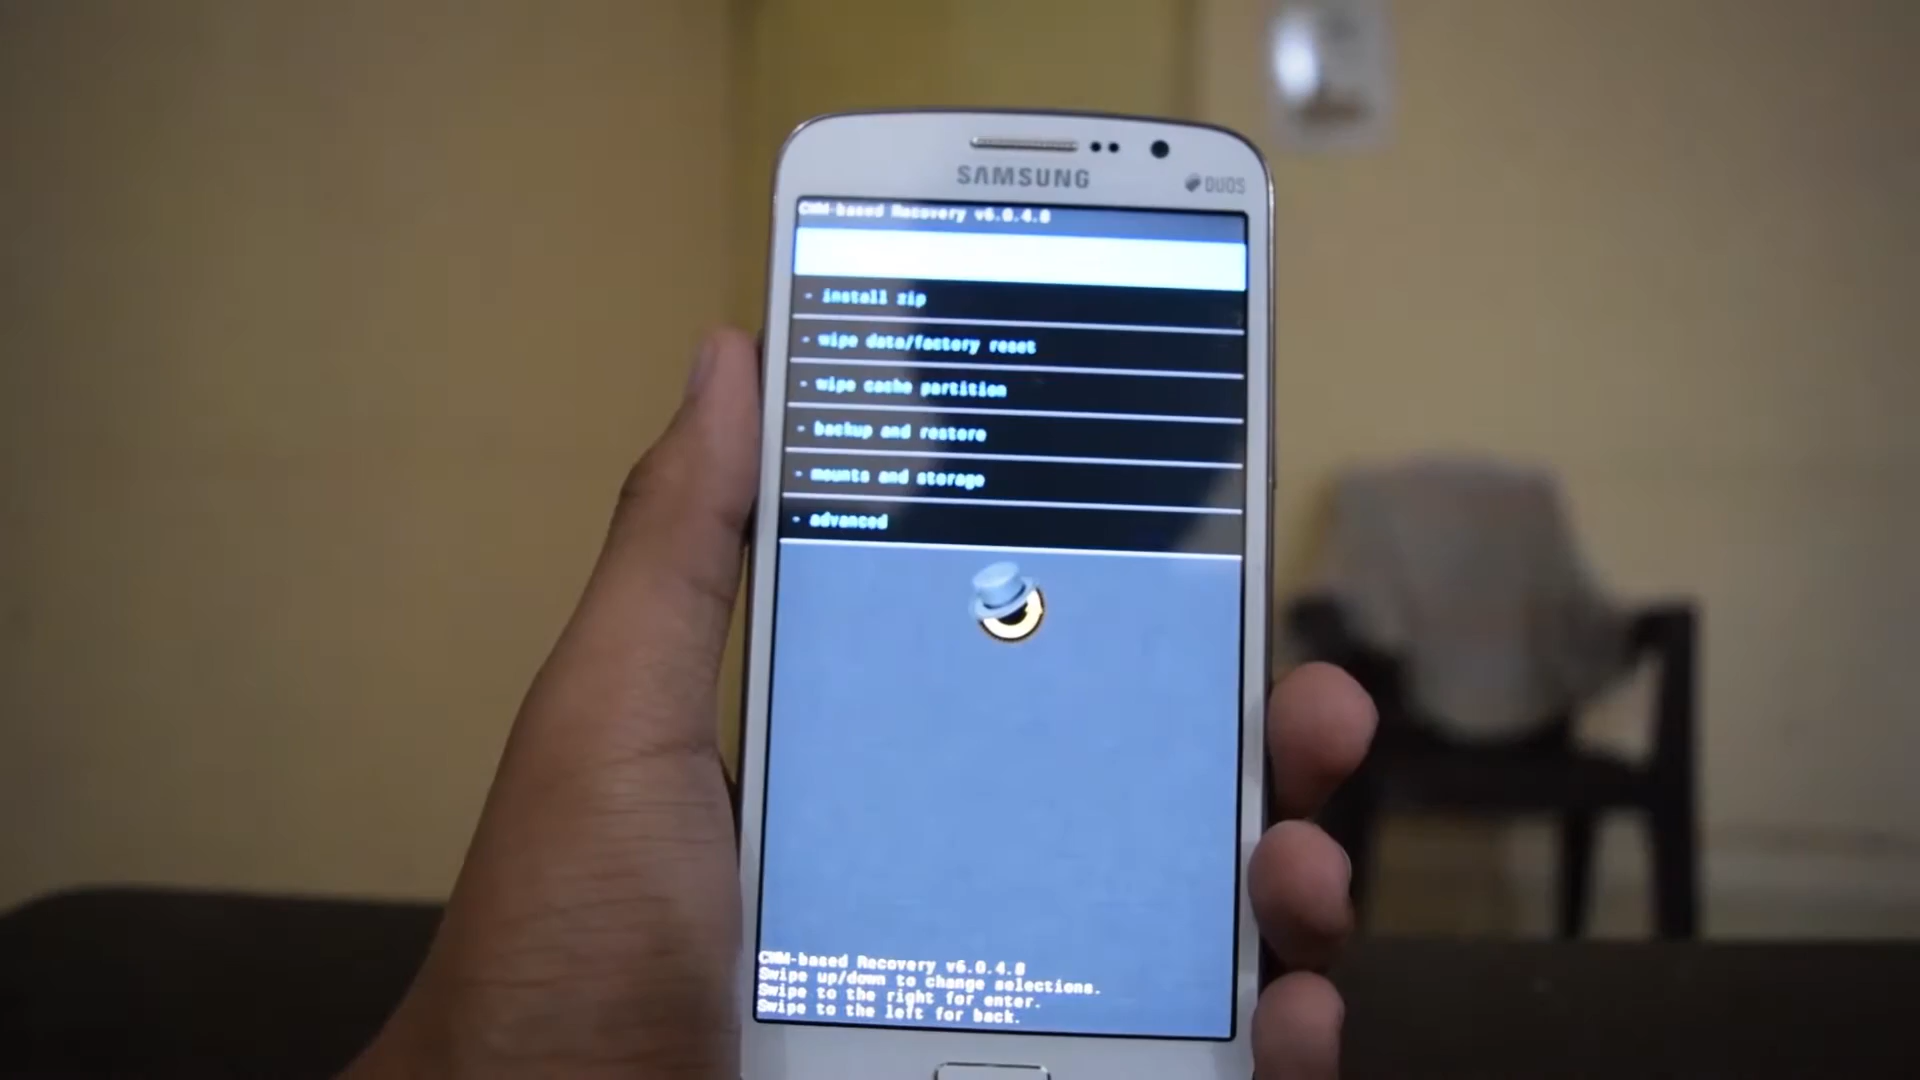 SAMSUNG
DUOS
CWM-based Recovery v6.0.4.8
- install zip
- wipe data/factory reset
- wipe cache partition
- backup and restore
- mounts and storage
- advanced
CWM-based Recovery v6.0.4.8
Swipe up/down to change selections.
Swipe to the right for enter.
Swipe to the left for back.